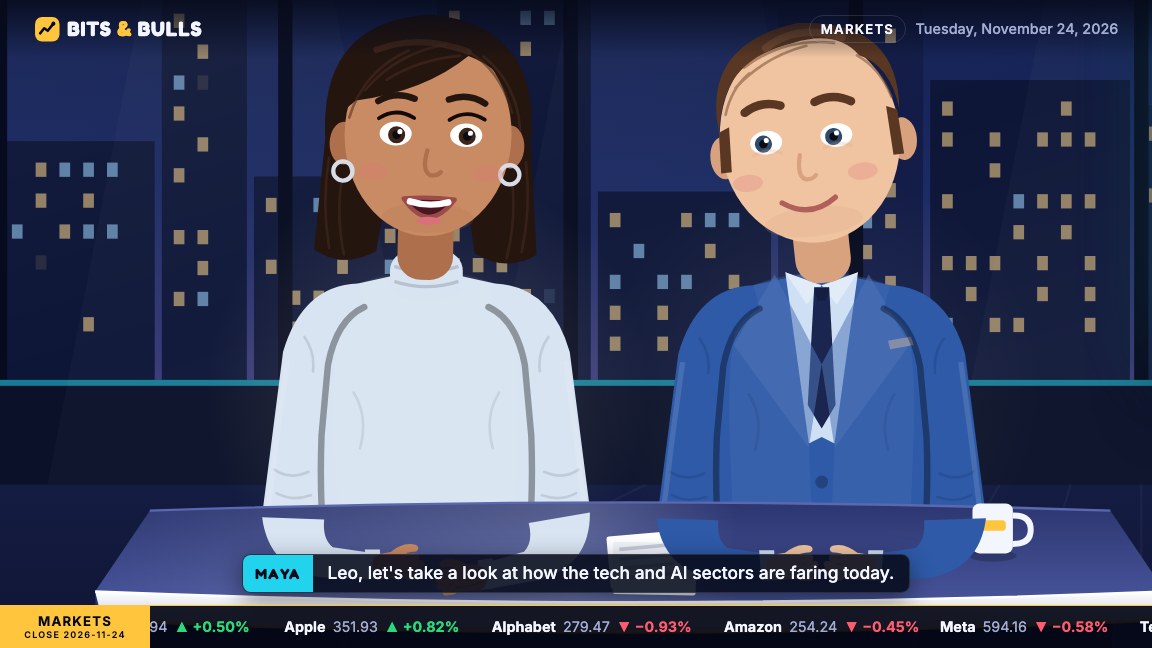 BITS & BULLS
MARKETS
Tuesday, November 24, 2026
MAYA
Leo, let's take a look at how the tech and AI sectors are faring today.
MARKETS
CLOSE 2026-11-24
94 ▲ +0.50% Apple 351.93 ▲ +0.82% Alphabet 279.47 ▼ −0.93% Amazon 254.24 ▼ −0.45% Meta 594.16 ▼ −0.58%